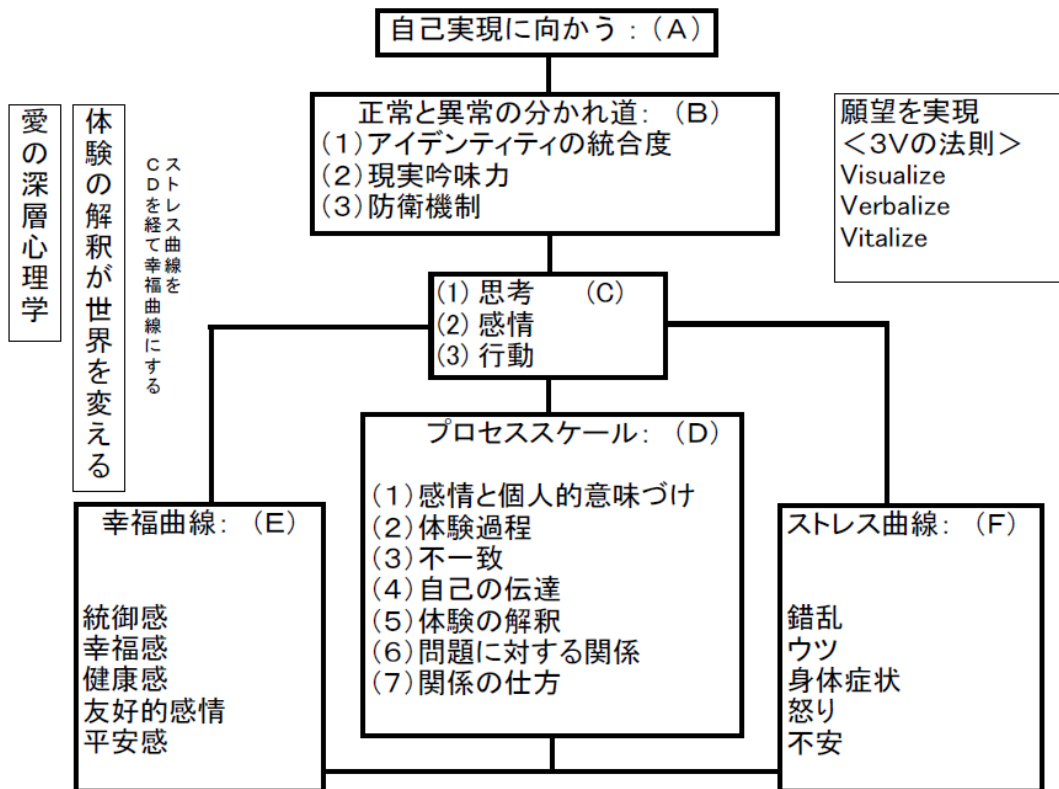 自己実現に向かう：（Ａ）
正常と異常の分かれ道：（Ｂ）
（１）アイデンティティの統合度
（２）現実吟味力
（３）防衛機制
願望を実現
＜３Ｖの法則＞
Visualize
Verbalize
Vitalize
愛の深層心理学
体験の解釈が世界を変える
ストレス曲線を
ＣＤを経て幸福曲線にする
(1) 思考　（Ｃ）
(2) 感情
(3) 行動
プロセススケール：（Ｄ）
（１）感情と個人的意味づけ
（２）体験過程
（３）不一致
（４）自己の伝達
（５）体験の解釈
（６）問題に対する関係
（７）関係の仕方
幸福曲線：（Ｅ）
統御感
幸福感
健康感
友好的感情
平安感
ストレス曲線：（Ｆ）
錯乱
ウツ
身体症状
怒り
不安